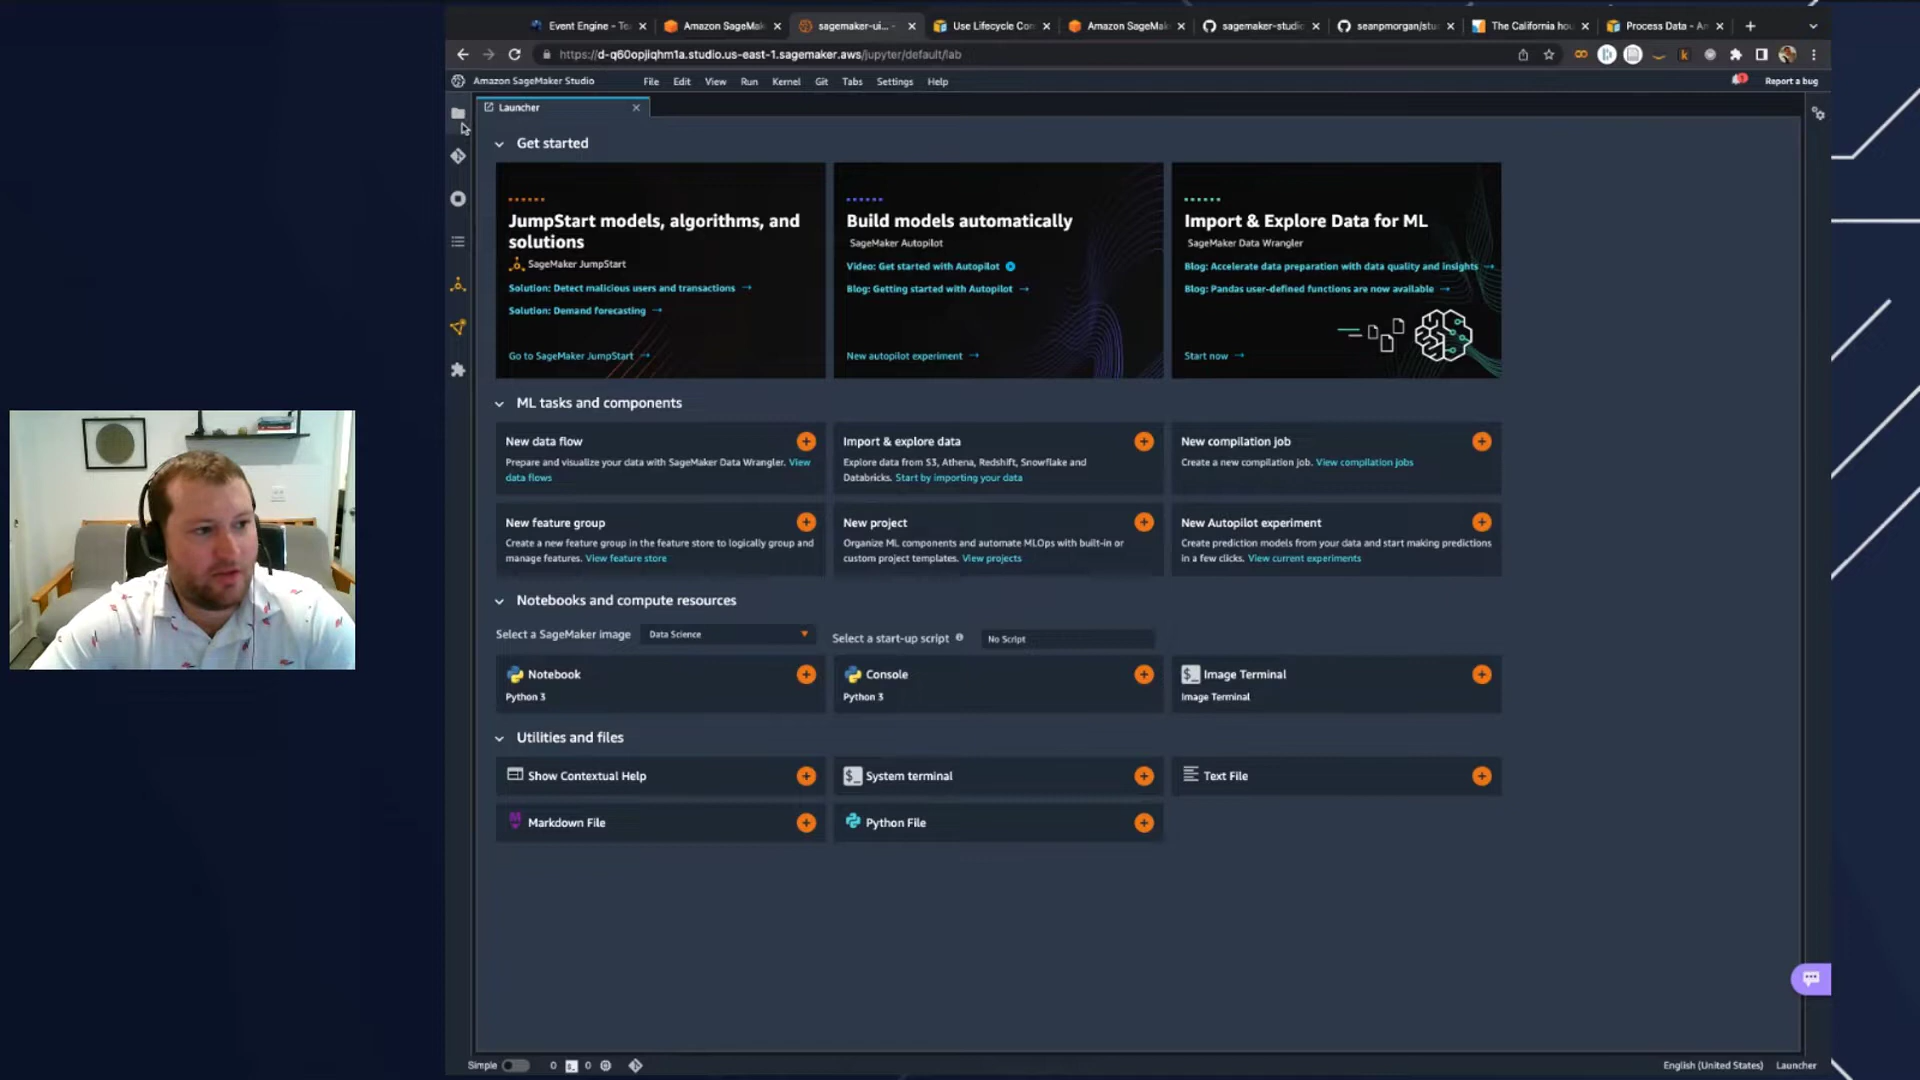 Event Engine - Te
Amazon SageMak
sagemaker-ui...
Use Lifecycle Con
Amazon SageMak
sagemaker-studio
seanpmorgan/stu
The California hou
Process Data - Am
https://d-q60opjiqhm1a.studio.us-east-1.sagemaker.aws/jupyter/default/lab
Amazon SageMaker Studio
File
Edit
View
Run
Kernel
Git
Tabs
Settings
Help
Report a bug
Launcher
Get started
JumpStart models, algorithms, and
solutions
SageMaker JumpStart
Solution: Detect malicious users and transactions →
Solution: Demand forecasting →
Go to SageMaker JumpStart →
Build models automatically
SageMaker Autopilot
Video: Get started with Autopilot
Blog: Getting started with Autopilot →
New autopilot experiment →
Import & Explore Data for ML
SageMaker Data Wrangler
Blog: Accelerate data preparation with data quality and insights →
Blog: Pandas user-defined functions are now available →
Start now →
ML tasks and components
New data flow
Prepare and visualize your data with SageMaker Data Wrangler. View
data flows
Import & explore data
Explore data from S3, Athena, Redshift, Snowflake and
Databricks. Start by importing your data
New compilation job
Create a new compilation job. View compilation jobs
New feature group
Create a new feature group in the feature store to logically group and
manage features. View feature store
New project
Organize ML components and automate MLOps with built-in or
custom project templates. View projects
New Autopilot experiment
Create prediction models from your data and start making predictions
in a few clicks. View current experiments
Notebooks and compute resources
Select a SageMaker image
Data Science
Select a start-up script
No Script
Notebook
Python 3
Console
Python 3
$_ Image Terminal
Image Terminal
Utilities and files
Show Contextual Help
$_ System terminal
Text File
Markdown File
Python File
Simple
0
0
English (United States)
Launcher